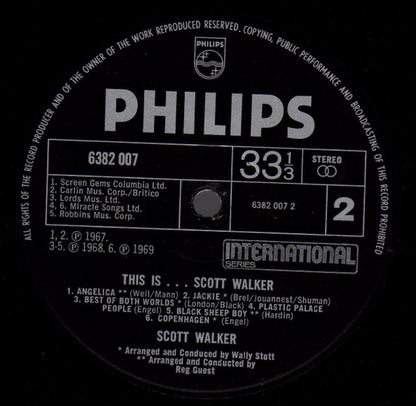 ALL RIGHTS OF THE RECORD PRODUCER AND OF THE OWNER OF THE WORK REPRODUCED RESERVED. COPYING, PUBLIC PERFORMANCE AND BROADCASTING OF THIS RECORD PROHIBITED
PHILIPS
PHILIPS
6382 007
33 1/3
STEREO
1. Screen Gems Columbia Ltd.
2. Carlin Mus. Corp./Britico
3. Lords Mus. Ltd.
4, 6. Miracle Songs Ltd.
5. Robbins Mus. Corp.
6382 007 2
2
1, 2. ℗ 1967.
3-5. ℗ 1968. 6. ℗ 1969
INTERNATIONAL
SERIES
THIS IS . . . SCOTT WALKER
1. ANGELICA ** (Weil/Mann) 2. JACKIE * (Brel/Jouannest/Shuman)
3. BEST OF BOTH WORLDS * (London/Black) 4. PLASTIC PALACE
PEOPLE (Engel) 5. BLACK SHEEP BOY ** (Hardin)
6. COPENHAGEN * (Engel)
SCOTT WALKER
* Arranged and Conduced by Wally Stott
** Arranged and Conducted by
Reg Guest